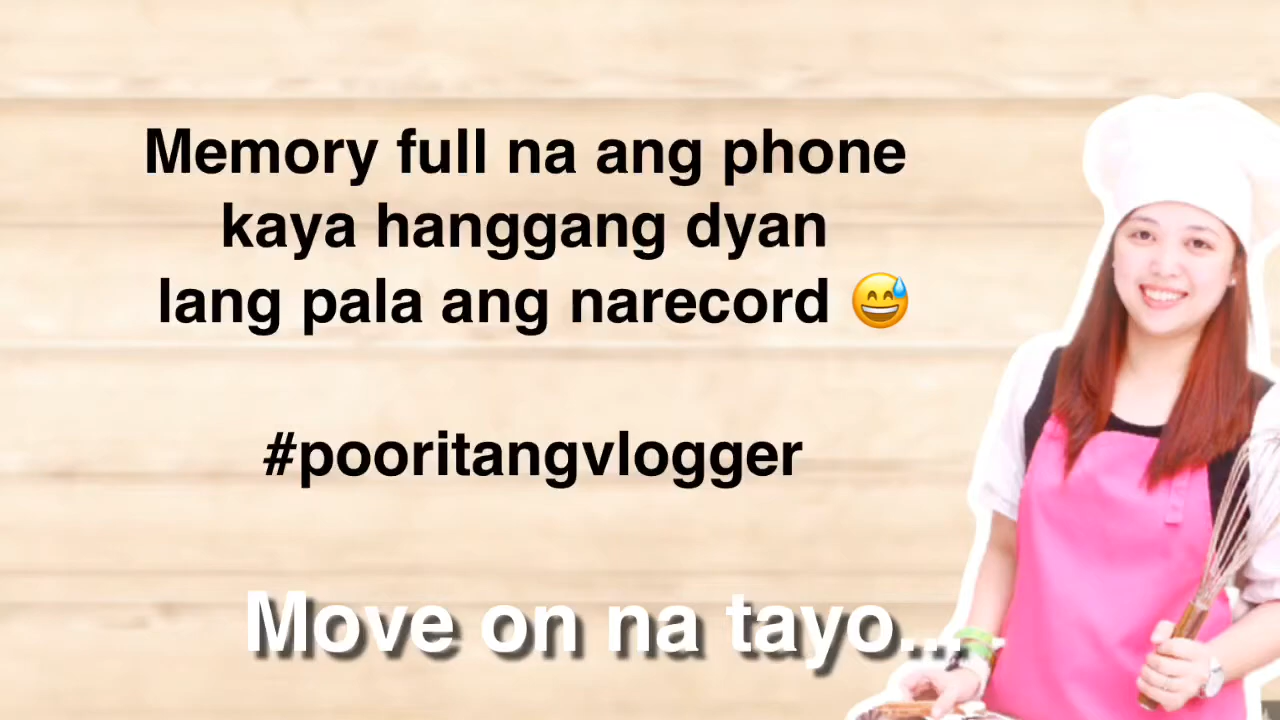 Memory full na ang phone
kaya hanggang dyan
lang pala ang narecord 😅
#pooritangvlogger
Move on na tayo...